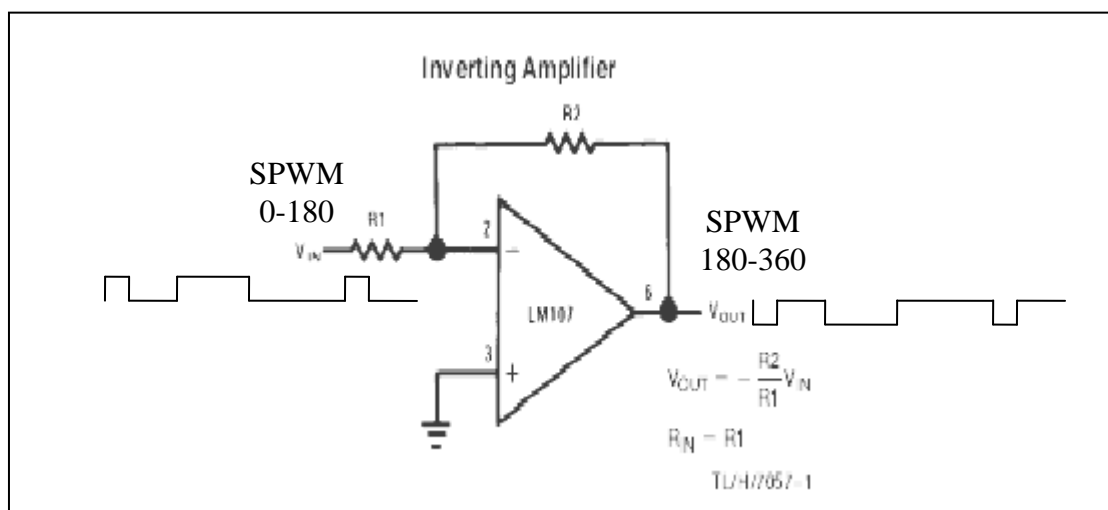 Inverting Amplifier
R2
SPWM
0-180
R1
V IN
2
−
LM107
3
+
6
SPWM
180-360
VOUT
VOUT = − R2/R1 VIN
RIN = R1
TL/H/7057-1